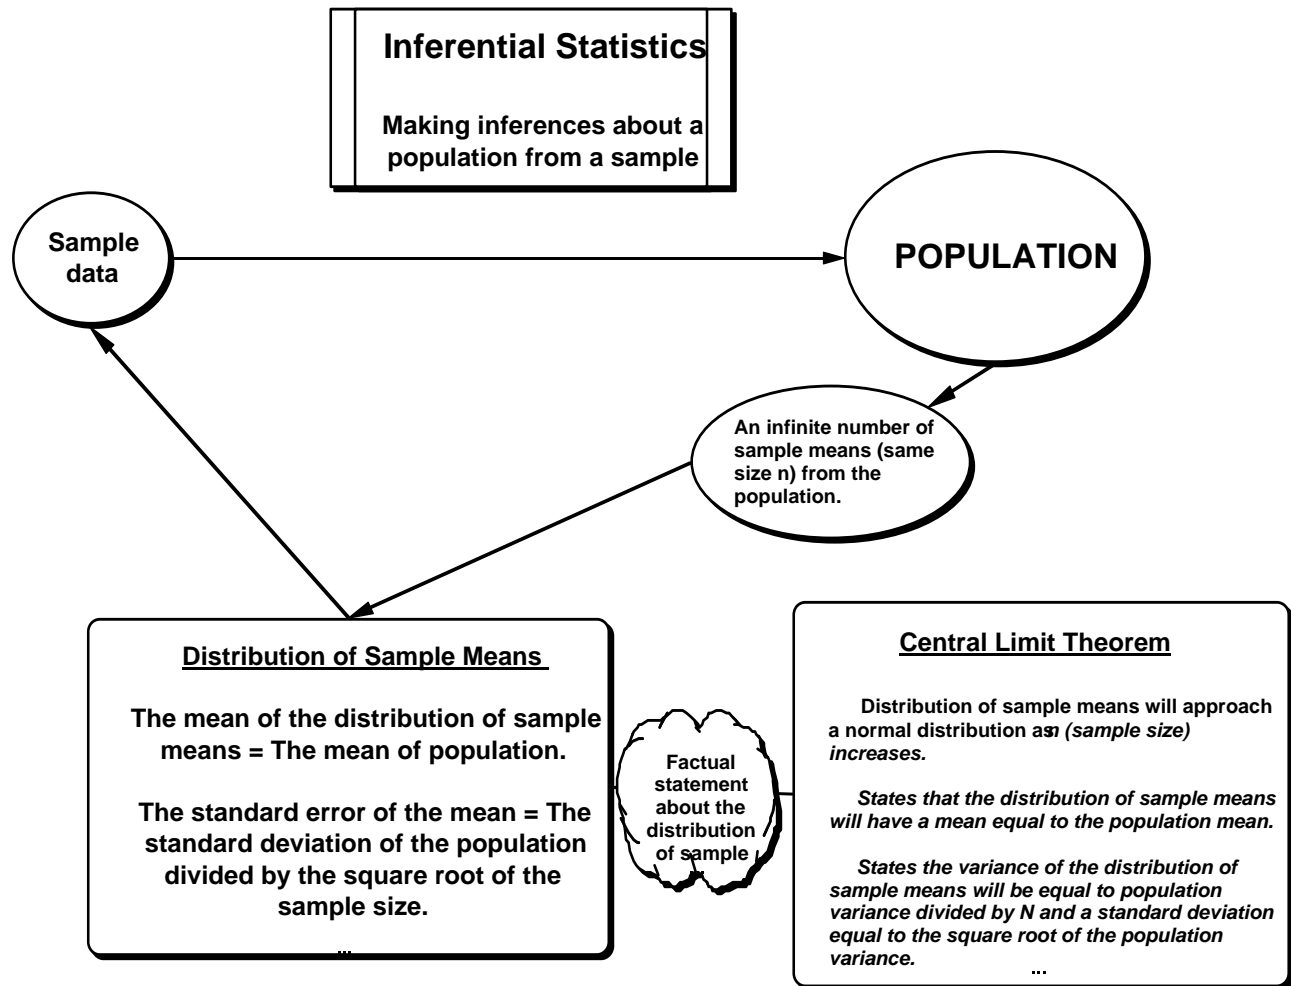 Inferential Statistics
Making inferences about a
population from a sample
Sample
data
POPULATION
An infinite number of
sample means (same
size n) from the
population.
Distribution of Sample Means
The mean of the distribution of sample
means = The mean of population.
The standard error of the mean = The
standard deviation of the population
divided by the square root of the
sample size.
...
Factual
statement
about the
distribution
of sample
Central Limit Theorem
Distribution of sample means will approach
a normal distribution as n (sample size)
increases.
States that the distribution of sample means
will have a mean equal to the population mean.
States the variance of the distribution of
sample means will be equal to population
variance divided by N and a standard deviation
equal to the square root of the population
variance.
...